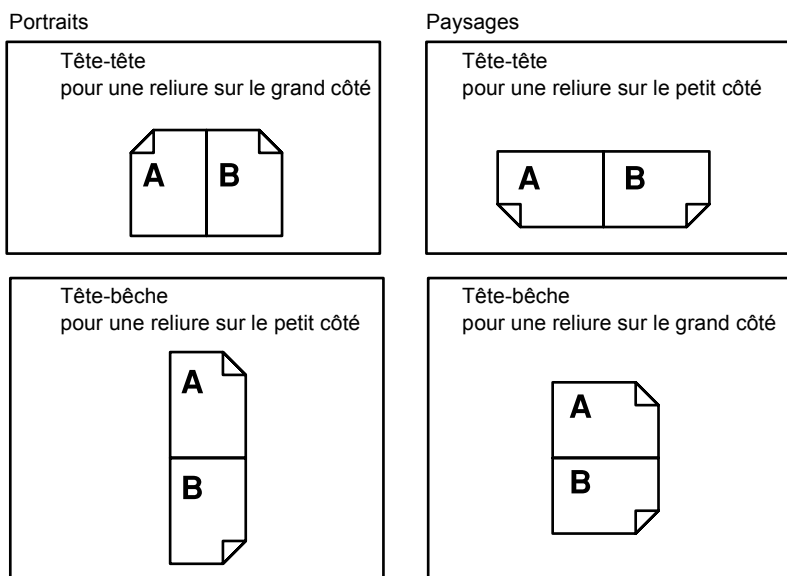 Portraits
Tête-tête
pour une reliure sur le grand côté
A B
Tête-bêche
pour une reliure sur le petit côté
A
B
Paysages
Tête-tête
pour une reliure sur le petit côté
A B
Tête-bêche
pour une reliure sur le grand côté
A
B